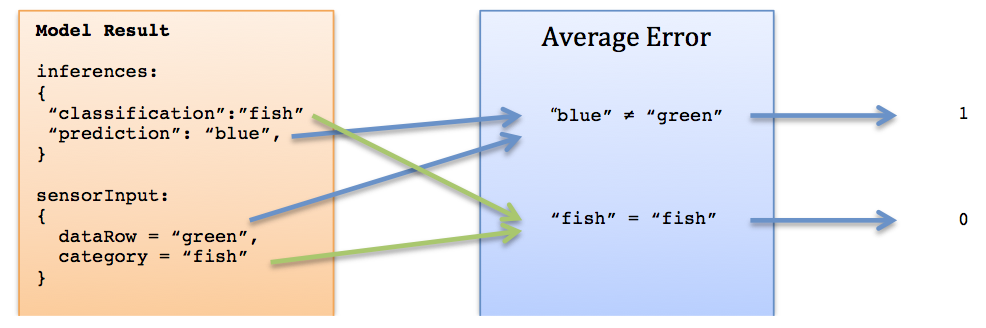 Model Result
inferences:
{
“classification”:”fish”
“prediction”: “blue”,
}
sensorInput:
{
dataRow = “green”,
category = “fish”
}
Average Error
“blue” ≠ “green”
1
“fish” = “fish”
0